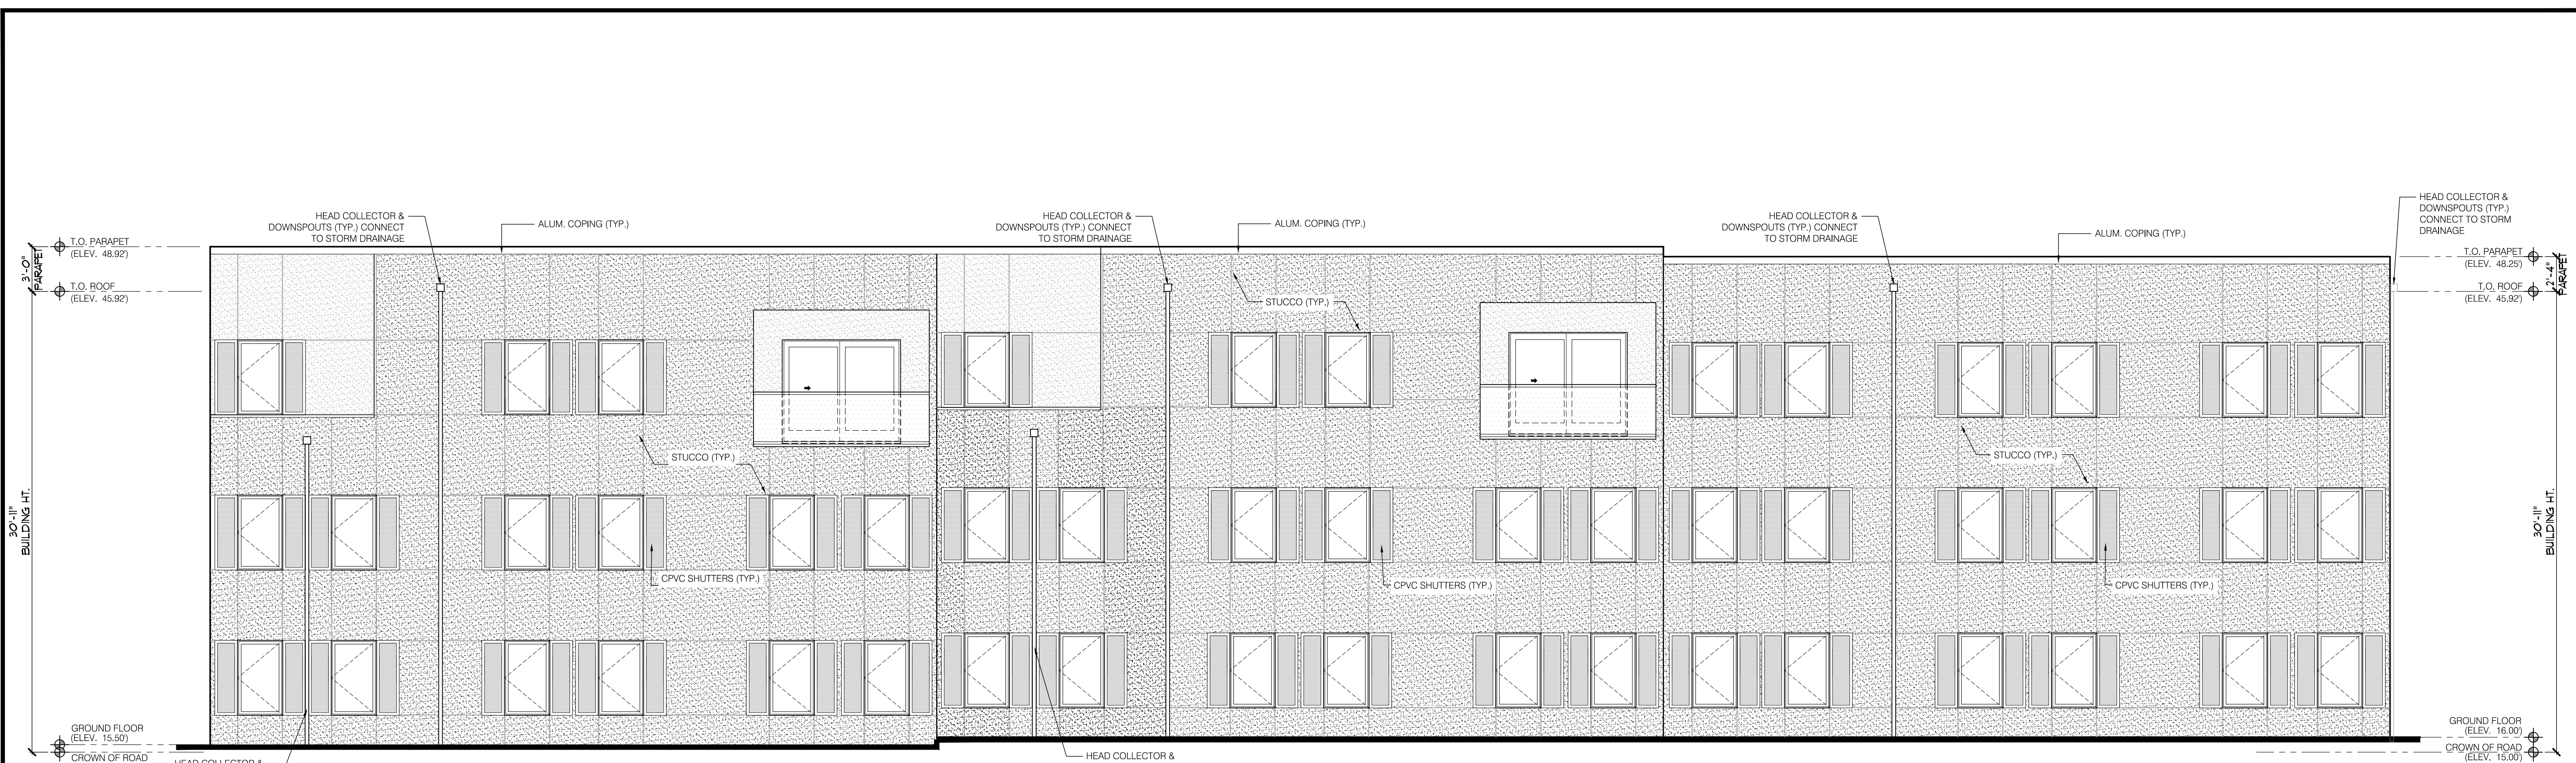 HEAD COLLECTOR &
DOWNSPOUTS (TYP.) CONNECT
TO STORM DRAINAGE
ALUM. COPING (TYP.)
HEAD COLLECTOR &
DOWNSPOUTS (TYP.) CONNECT
TO STORM DRAINAGE
ALUM. COPING (TYP.)
HEAD COLLECTOR &
DOWNSPOUTS (TYP.) CONNECT
TO STORM DRAINAGE
ALUM. COPING (TYP.)
HEAD COLLECTOR &
DOWNSPOUTS (TYP.)
CONNECT TO STORM
DRAINAGE
3'-0"
PARAPET
T.O. PARAPET
(ELEV. 48.92')
T.O. ROOF
(ELEV. 45.92')
T.O. PARAPET
(ELEV. 48.25')
T.O. ROOF
(ELEV. 45.92')
2'-4"
PARAPET
STUCCO (TYP.)
STUCCO (TYP.)
STUCCO (TYP.)
30'-11"
BUILDING HT.
30'-11"
BUILDING HT.
CPVC SHUTTERS (TYP.)
CPVC SHUTTERS (TYP.)
CPVC SHUTTERS (TYP.)
GROUND FLOOR
(ELEV. 15.50')
CROWN OF ROAD
HEAD COLLECTOR &
HEAD COLLECTOR &
GROUND FLOOR
(ELEV. 16.00')
CROWN OF ROAD
(ELEV. 15.00')